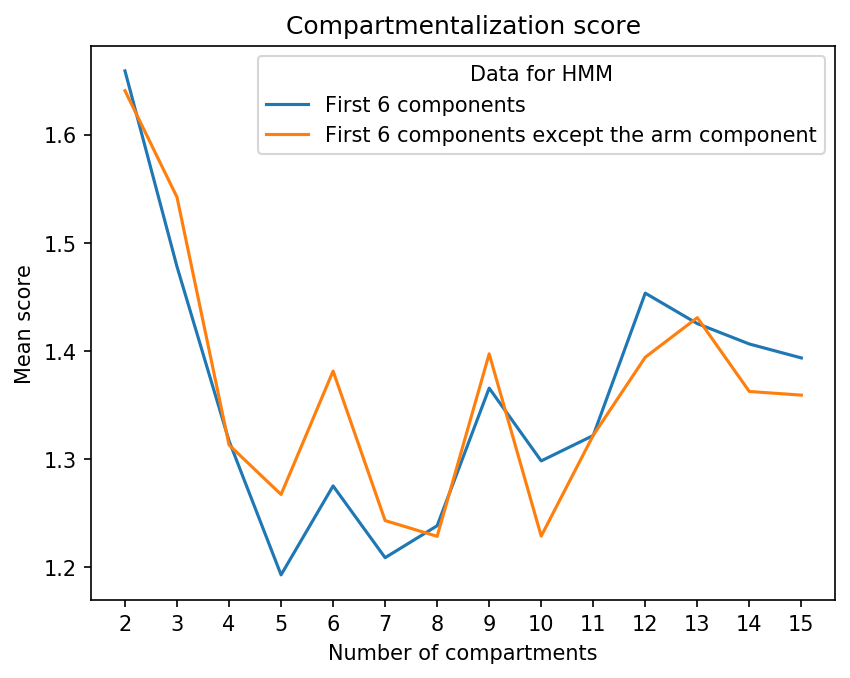 Compartmentalization score
Data for HMM
First 6 components
First 6 components except the arm component
Mean score
1.6
1.5
1.4
1.3
1.2
2 3 4 5 6 7 8 9 10 11 12 13 14 15
Number of compartments